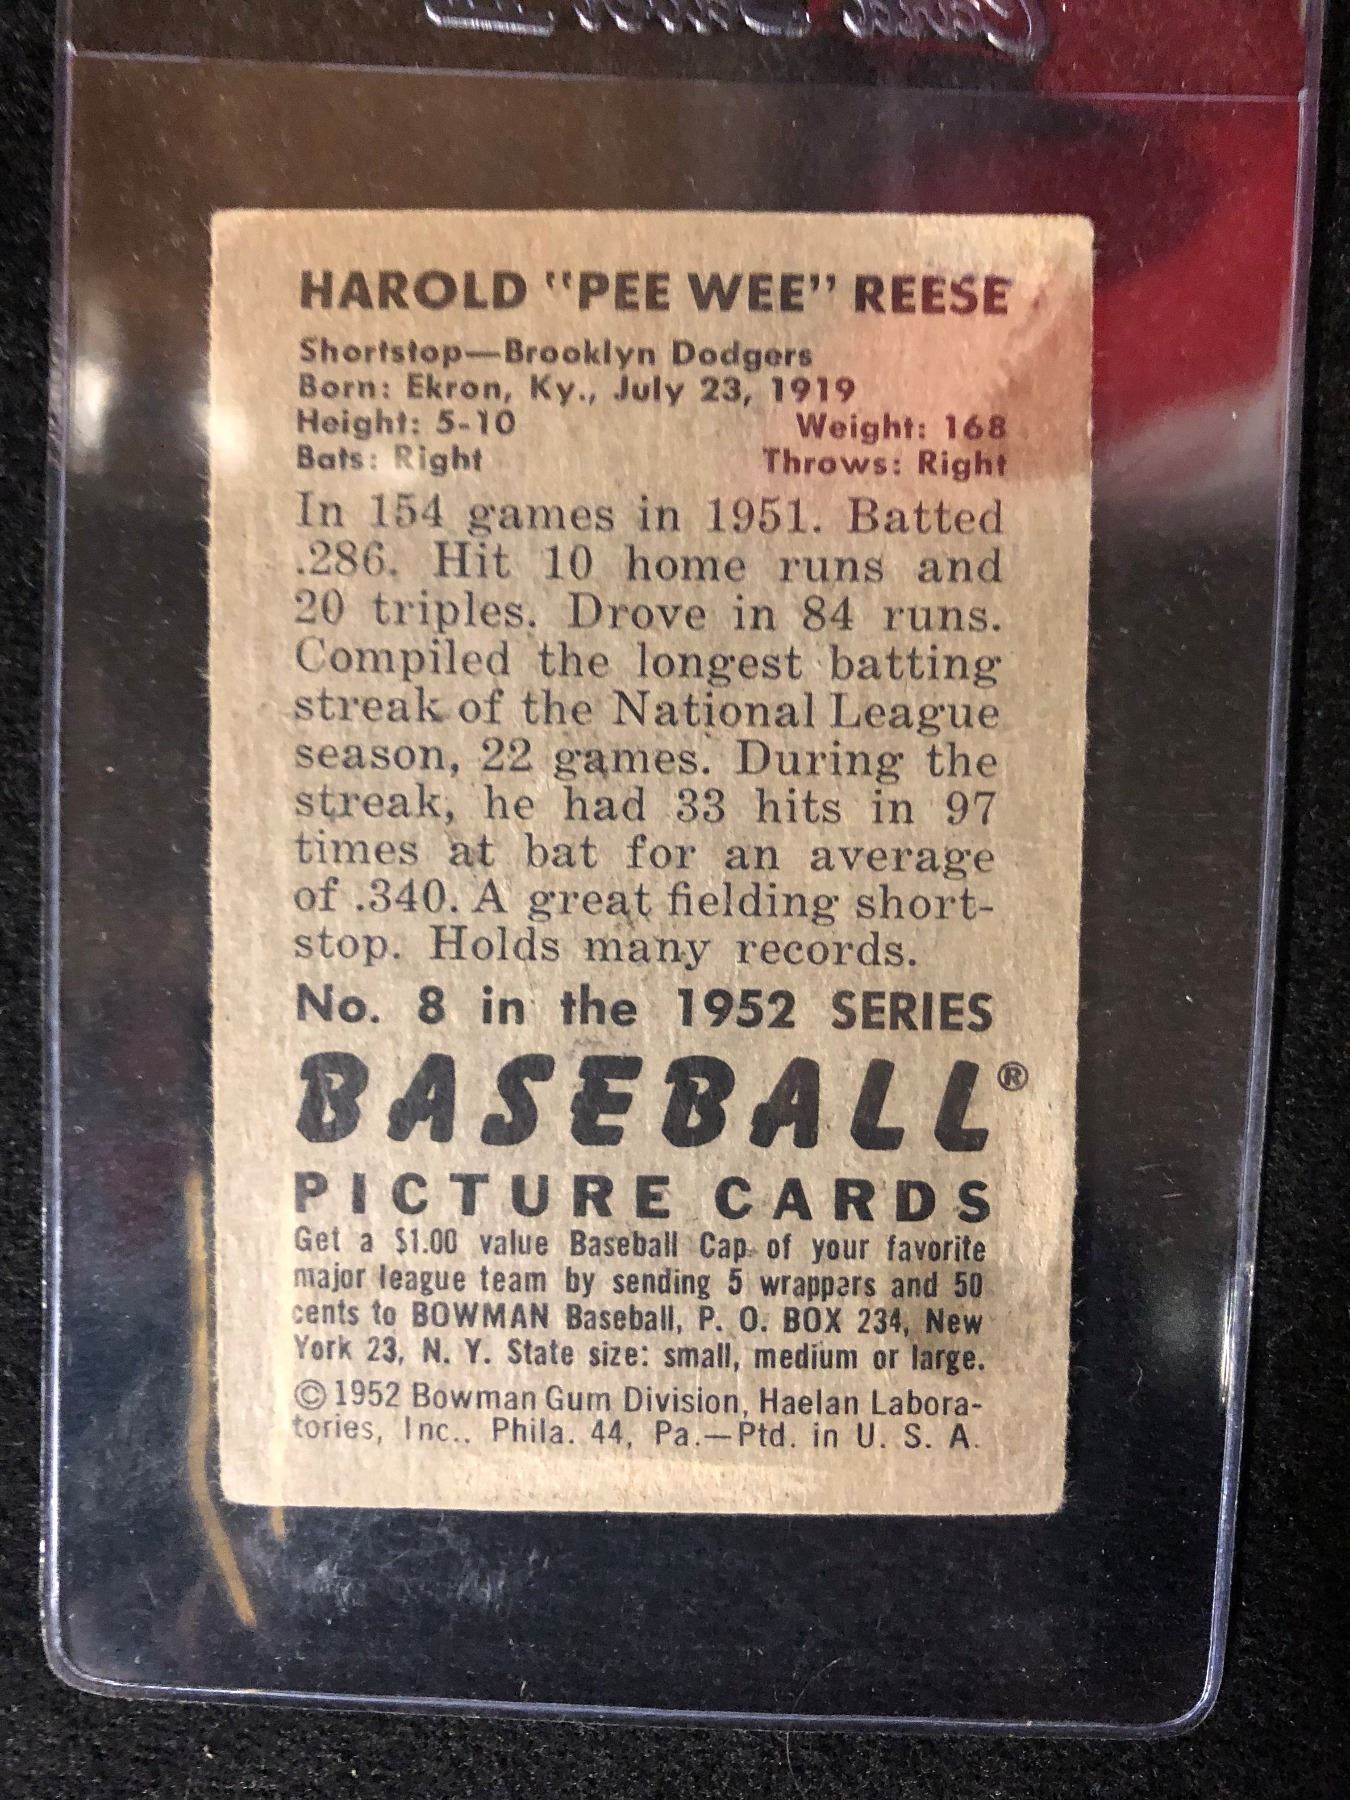 HAROLD "PEE WEE" REESE
Shortstop—Brooklyn Dodgers
Born: Ekron, Ky., July 23, 1919
Height: 5-10 Weight: 168
Bats: Right Throws: Right
In 154 games in 1951. Batted
.286. Hit 10 home runs and
20 triples. Drove in 84 runs.
Compiled the longest batting
streak of the National League
season, 22 games. During the
streak, he had 33 hits in 97
times at bat for an average
of .340. A great fielding short-
stop. Holds many records.
No. 8 in the 1952 SERIES
BASEBALL®
PICTURE CARDS
Get a $1.00 value Baseball Cap of your favorite
major league team by sending 5 wrappers and 50
cents to BOWMAN Baseball, P. O. BOX 234, New
York 23, N. Y. State size: small, medium or large.
© 1952 Bowman Gum Division, Haelan Labora-
tories, Inc.. Phila. 44, Pa.—Ptd. in U. S. A.